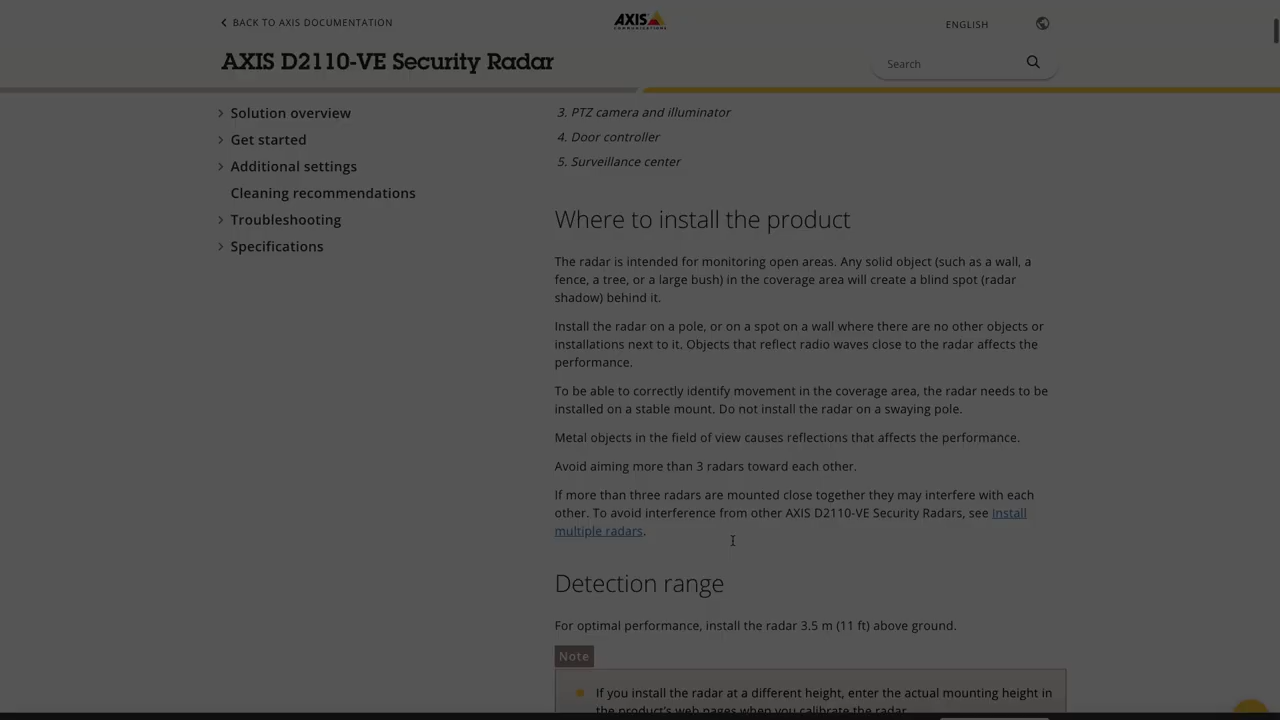 BACK TO AXIS DOCUMENTATION
AXIS
COMMUNICATIONS
ENGLISH
AXIS D2110-VE Security Radar
Search
Solution overview
Get started
Additional settings
Cleaning recommendations
Troubleshooting
Specifications
3. PTZ camera and illuminator
4. Door controller
5. Surveillance center
Where to install the product
The radar is intended for monitoring open areas. Any solid object (such as a wall, a
fence, a tree, or a large bush) in the coverage area will create a blind spot (radar
shadow) behind it.
Install the radar on a pole, or on a spot on a wall where there are no other objects or
installations next to it. Objects that reflect radio waves close to the radar affects the
performance.
To be able to correctly identify movement in the coverage area, the radar needs to be
installed on a stable mount. Do not install the radar on a swaying pole.
Metal objects in the field of view causes reflections that affects the performance.
Avoid aiming more than 3 radars toward each other.
If more than three radars are mounted close together they may interfere with each
other. To avoid interference from other AXIS D2110-VE Security Radars, see install
multiple radars.
Detection range
For optimal performance, install the radar 3.5 m (11 ft) above ground.
Note
If you install the radar at a different height, enter the actual mounting height in
the product's web pages when you calibrate the radar.